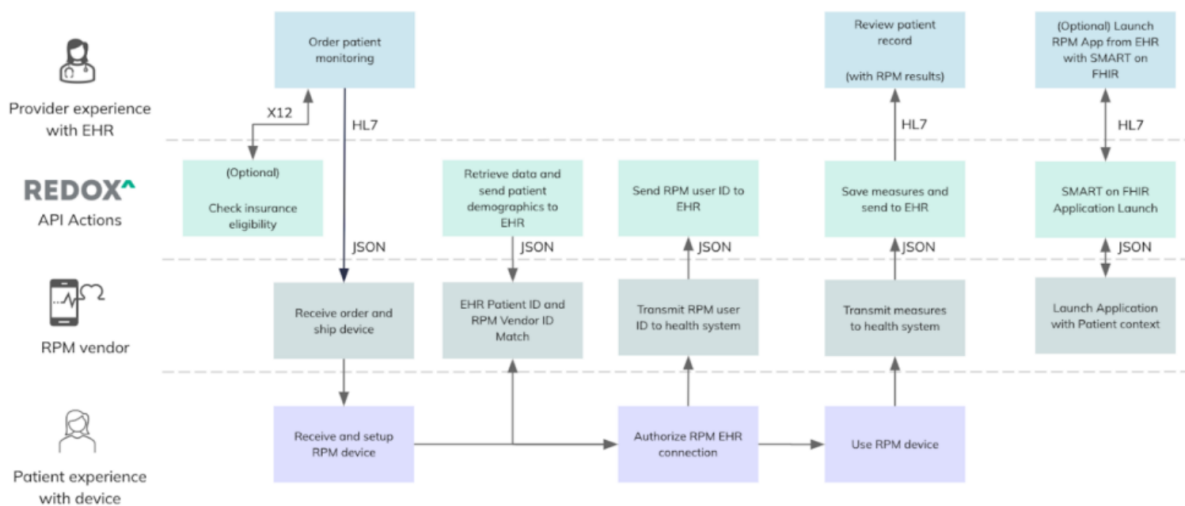 Order patient
monitoring
Review patient
record
(with RPM results)
(Optional) Launch
RPM App from EHR
with SMART on
FHIR
Provider experience
with EHR
X12
HL7
HL7
HL7
REDOX
API Actions
(Optional)
Check insurance
eligibility
Retrieve data and
send patient
demographics to
EHR
Send RPM user ID to
EHR
Save measures and
send to EHR
SMART on FHIR
Application Launch
JSON
JSON
JSON
JSON
JSON
RPM vendor
Receive order and
ship device
EHR Patient ID and
RPM Vendor ID
Match
Transmit RPM user
ID to health system
Transmit measures
to health system
Launch Application
with Patient context
Patient experience
with device
Receive and setup
RPM device
Authorize RPM EHR
connection
Use RPM device